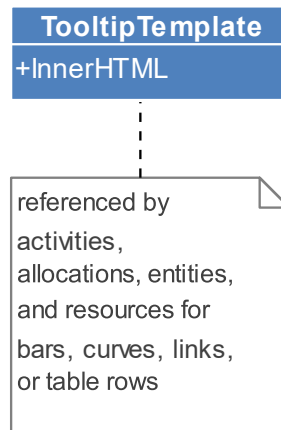 TooltipTemplate
+InnerHTML
referenced by
activities,
allocations, entities,
and resources for
bars, curves, links,
or table rows